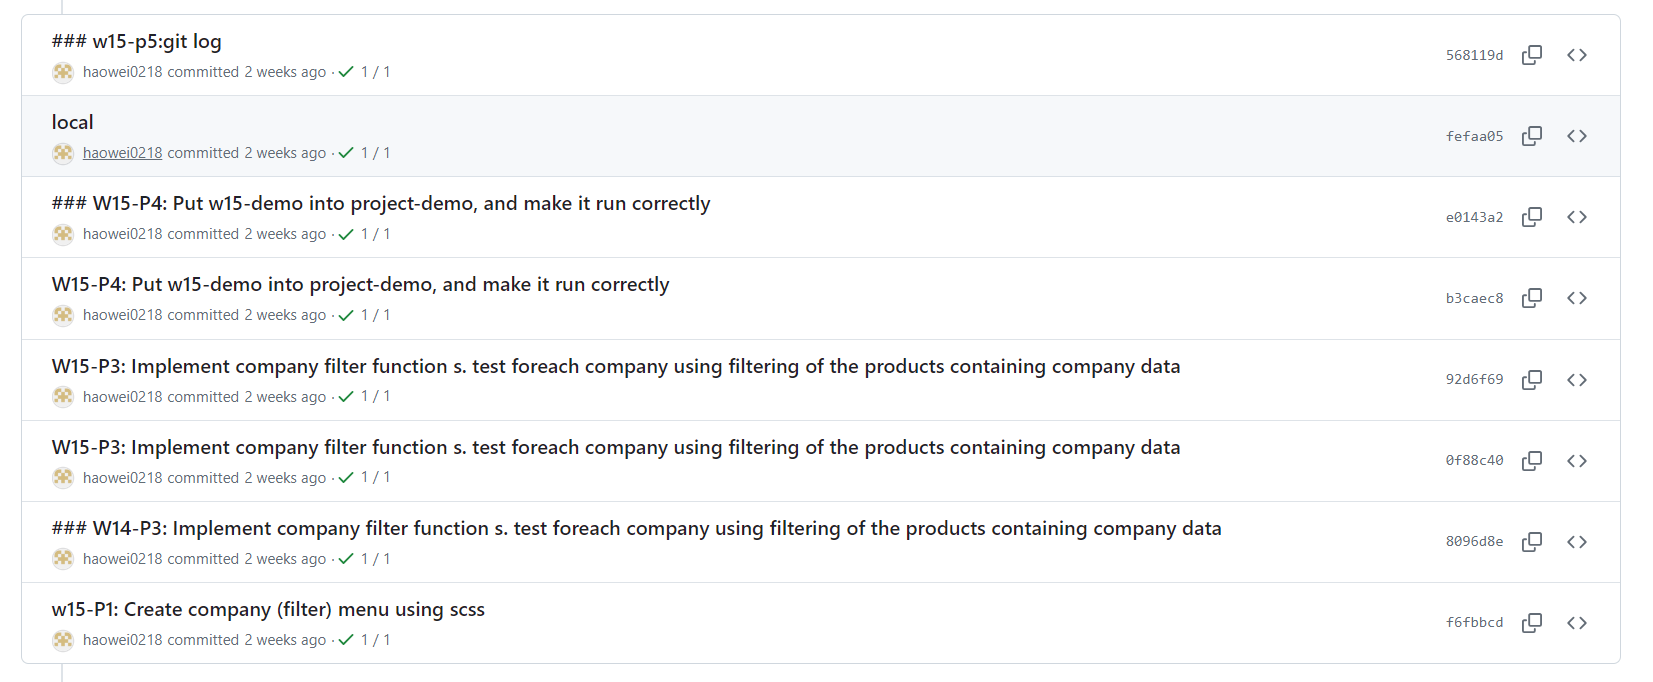 ### w15-p5:git log
haowei0218 committed 2 weeks ago · 1 / 1
568119d
local
haowei0218 committed 2 weeks ago · 1 / 1
fefaa05
### W15-P4: Put w15-demo into project-demo, and make it run correctly
haowei0218 committed 2 weeks ago · 1 / 1
e0143a2
W15-P4: Put w15-demo into project-demo, and make it run correctly
haowei0218 committed 2 weeks ago · 1 / 1
b3caec8
W15-P3: Implement company filter function s. test foreach company using filtering of the products containing company data
haowei0218 committed 2 weeks ago · 1 / 1
92d6f69
W15-P3: Implement company filter function s. test foreach company using filtering of the products containing company data
haowei0218 committed 2 weeks ago · 1 / 1
0f88c40
### W14-P3: Implement company filter function s. test foreach company using filtering of the products containing company data
haowei0218 committed 2 weeks ago · 1 / 1
8096d8e
w15-P1: Create company (filter) menu using scss
haowei0218 committed 2 weeks ago · 1 / 1
f6fbbcd